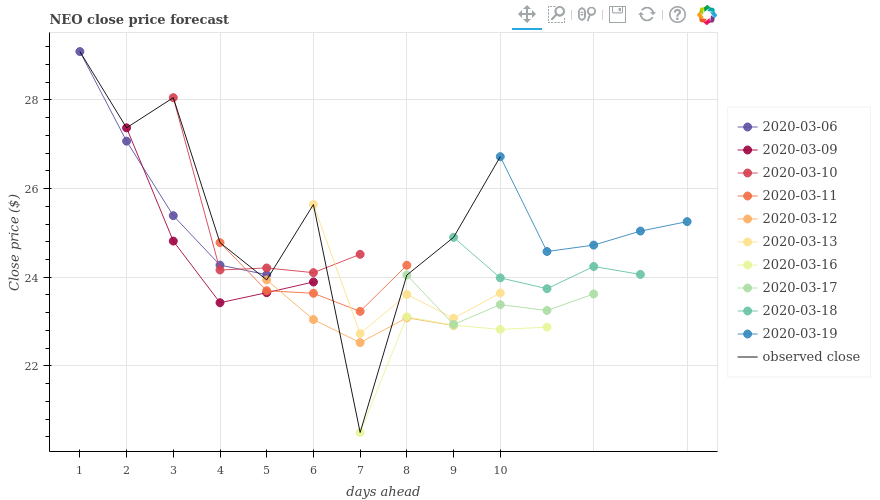 NEO close price forecast
Close price ($)
28
26
24
22
1 2 3 4 5 6 7 8 9 10
days ahead
2020-03-06
2020-03-09
2020-03-10
2020-03-11
2020-03-12
2020-03-13
2020-03-16
2020-03-17
2020-03-18
2020-03-19
observed close